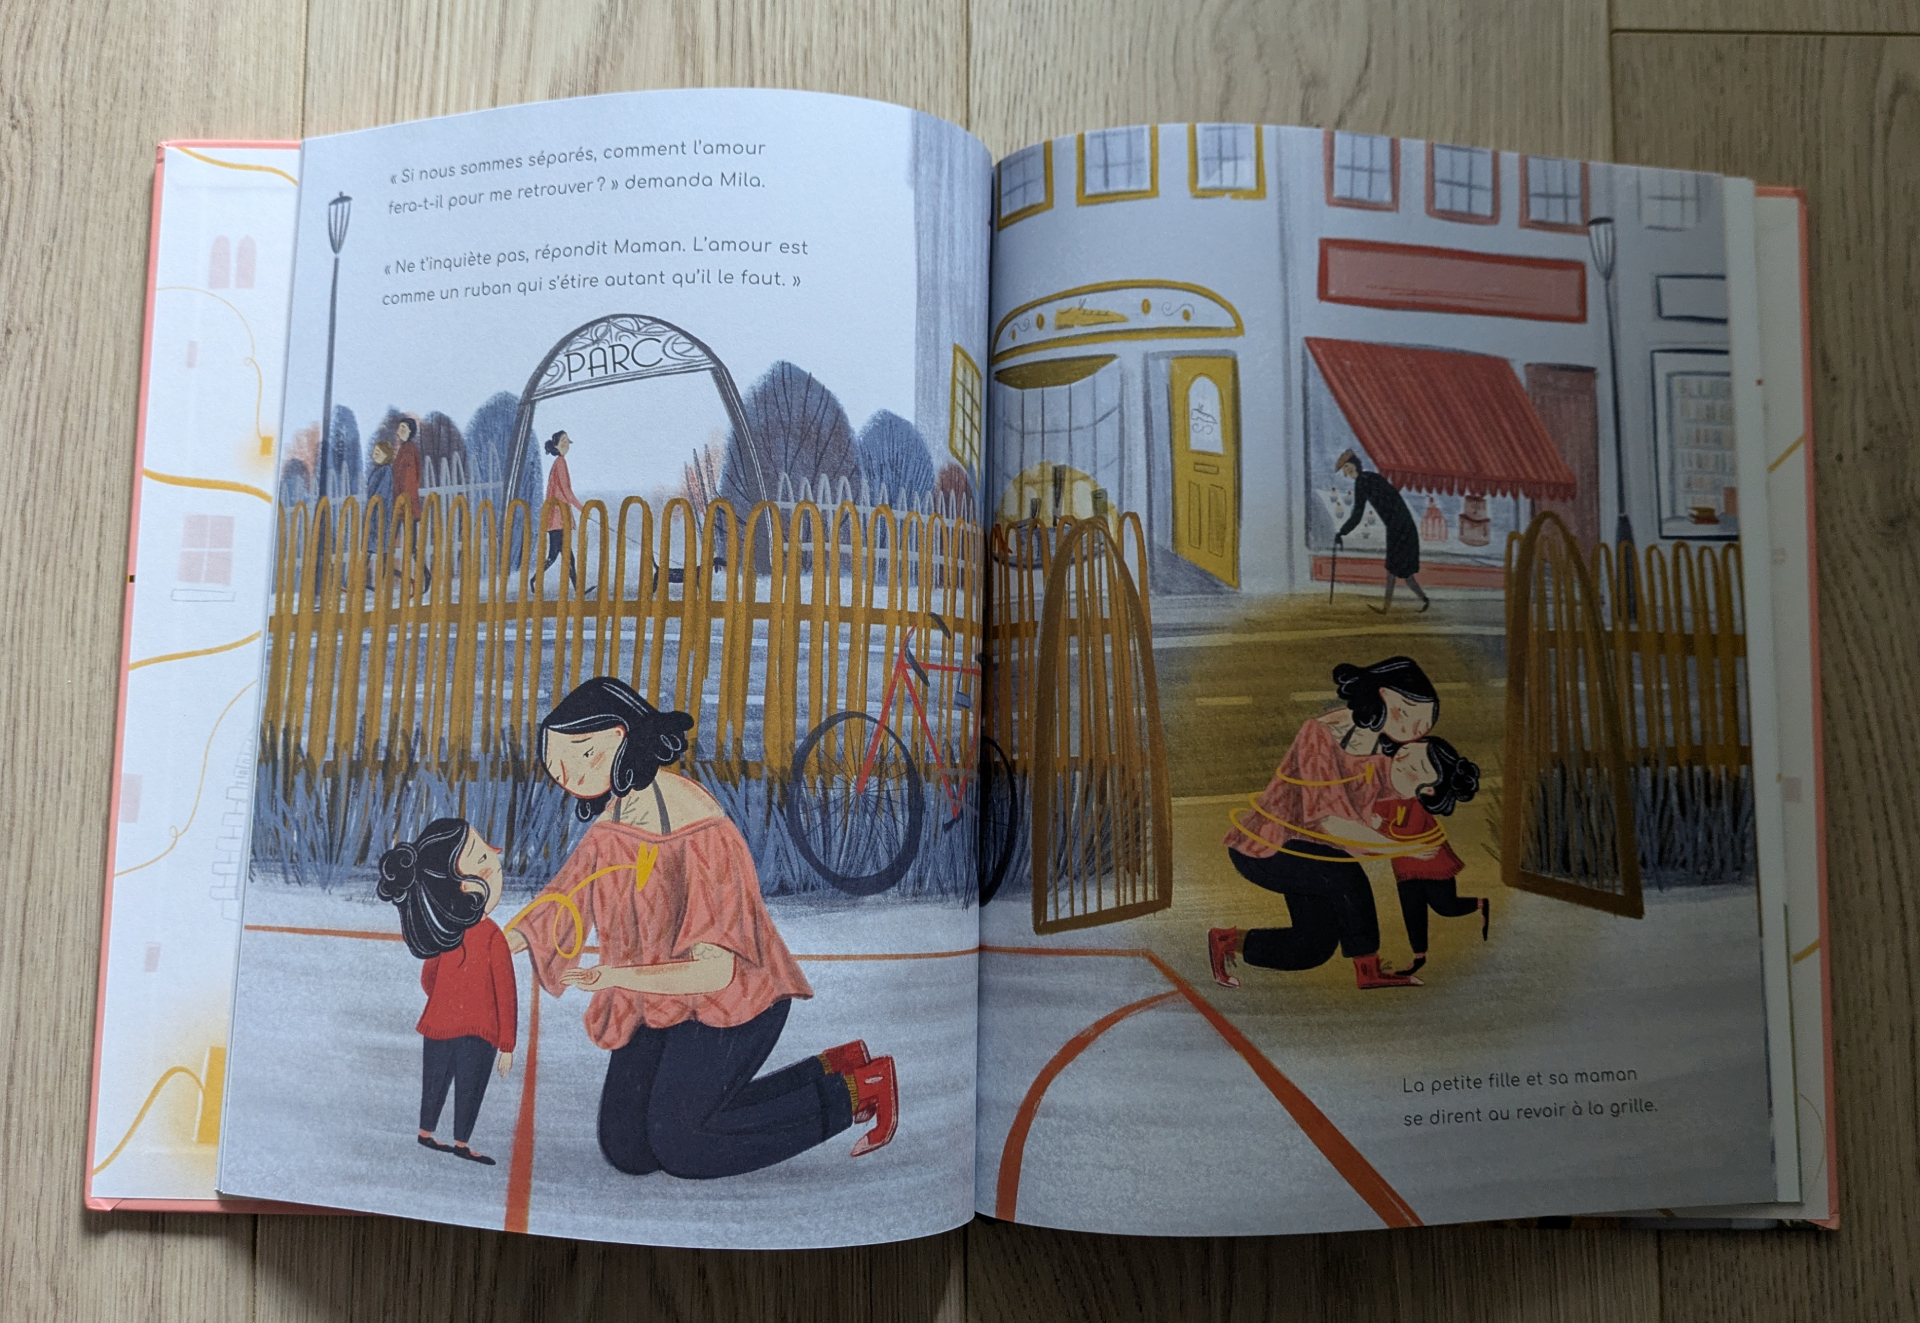 « Si nous sommes séparés, comment l'amour
fera-t-il pour me retrouver ? » demanda Mila.
« Ne t'inquiète pas, répondit Maman. L'amour est
comme un ruban qui s'étire autant qu'il le faut. »
PARC
La petite fille et sa maman
se dirent au revoir à la grille.